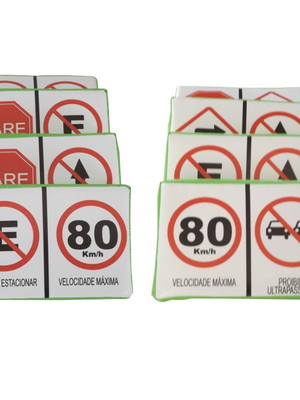 E
ARE
ARE
E
80
Km/h
ESTACIONAR
VELOCIDADE MÁXIMA
E
80
Km/h
VELOCIDADE MÁXIMA
PROIBI
ULTRAPASS